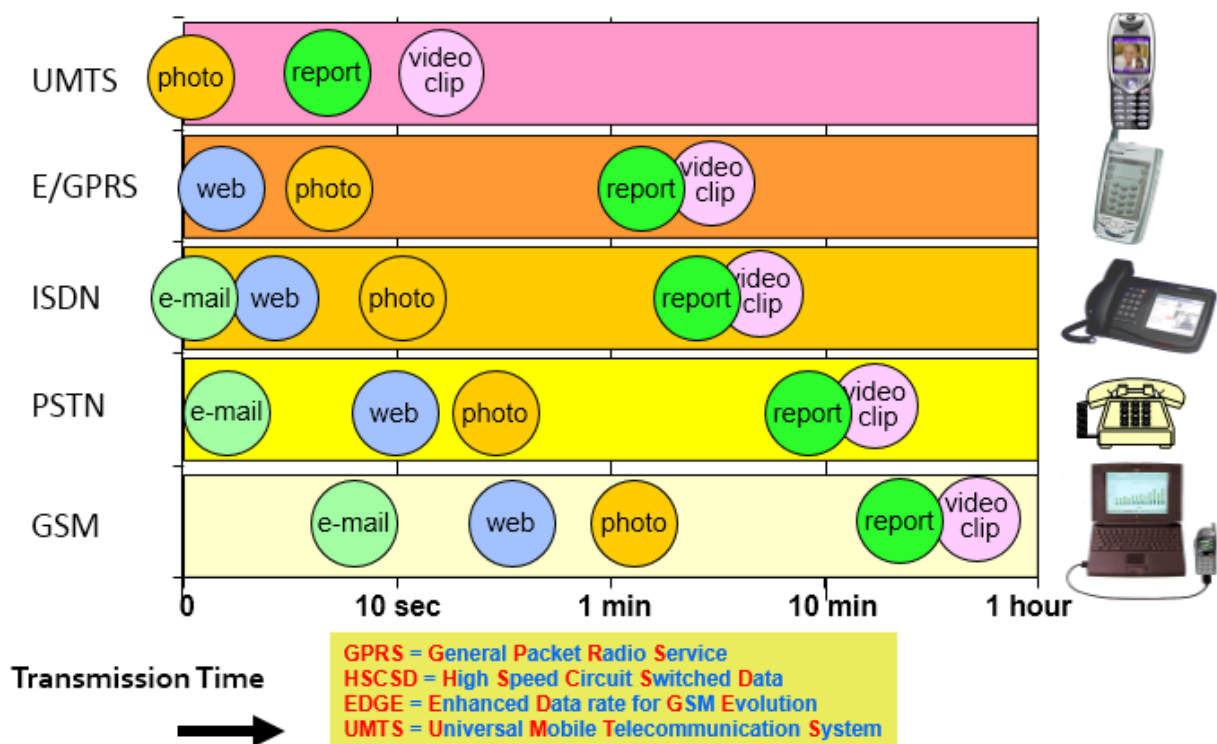 UMTS
photo
report
video
clip
E/GPRS
web
photo
report
video
clip
ISDN
e-mail
web
photo
report
video
clip
PSTN
e-mail
web
photo
report
video
clip
GSM
e-mail
web
photo
report
video
clip
0 10 sec 1 min 10 min 1 hour
Transmission Time
GPRS = General Packet Radio Service
HSCSD = High Speed Circuit Switched Data
EDGE = Enhanced Data rate for GSM Evolution
UMTS = Universal Mobile Telecommunication System